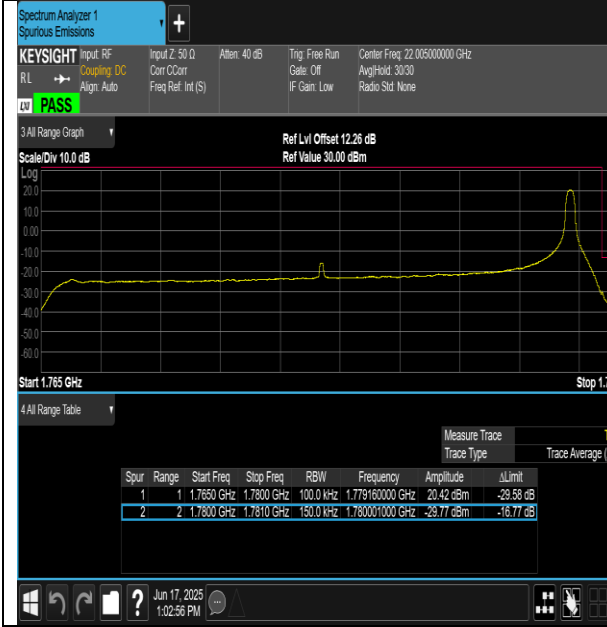 Spectrum Analyzer 1
Spurious Emissions
+
KEYSIGHT Input: RF Input Z: 50 Ω Atten: 40 dB Trig: Free Run Center Freq: 22.005000000 GHz
RL Coupling: DC Corr CCorr Gate: Off Avg|Hold: 30/30
Align: Auto Freq Ref: Int (S) IF Gain: Low Radio Std: None
LXI PASS
3 All Range Graph Ref Lvl Offset 12.26 dB
Scale/Div 10.0 dB Ref Value 30.00 dBm
Log
20.0
10.0
0.00
-10.0
-20.0
-30.0
-40.0
-50.0
-60.0
Start 1.765 GHz Stop 1.7
4 All Range Table
Measure Trace
Trace Type Trace Average (
Spur Range Start Freq Stop Freq RBW Frequency Amplitude ΔLimit
1 1 1.7650 GHz 1.7800 GHz 100.0 kHz 1.779160000 GHz 20.42 dBm -29.58 dB
2 2 1.7800 GHz 1.7810 GHz 150.0 kHz 1.780001000 GHz -29.77 dBm -16.77 dB
? Jun 17, 2025
1:02:56 PM